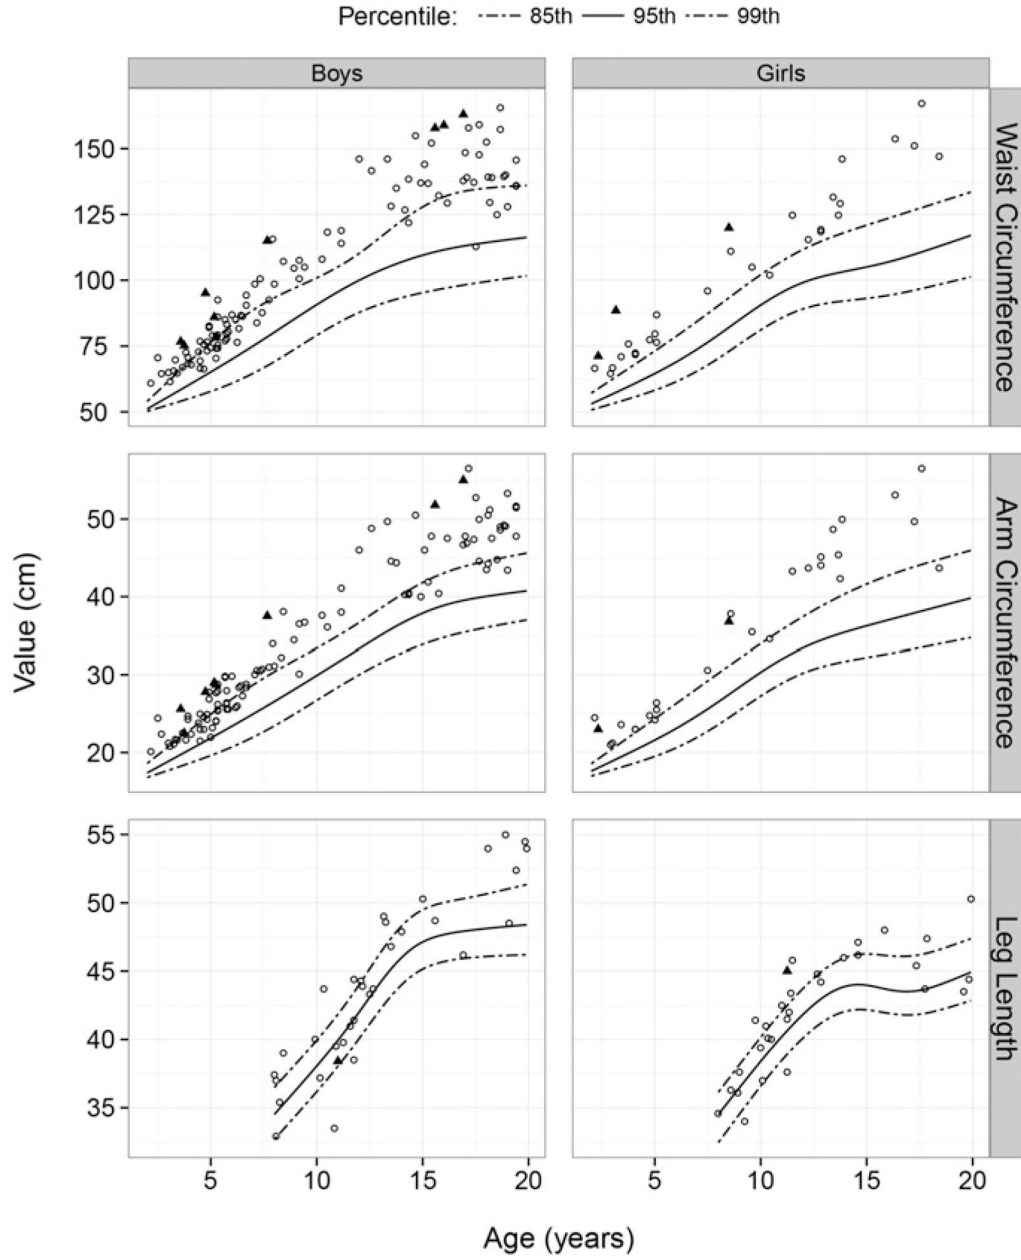 Percentile: 85th 95th 99th
Boys Girls
150
125
100
75
50
Waist Circumference
50
40
30
20
Arm Circumference
55
50
45
40
35
Leg Length
Value (cm)
5 10 15 20 5 10 15 20
Age (years)